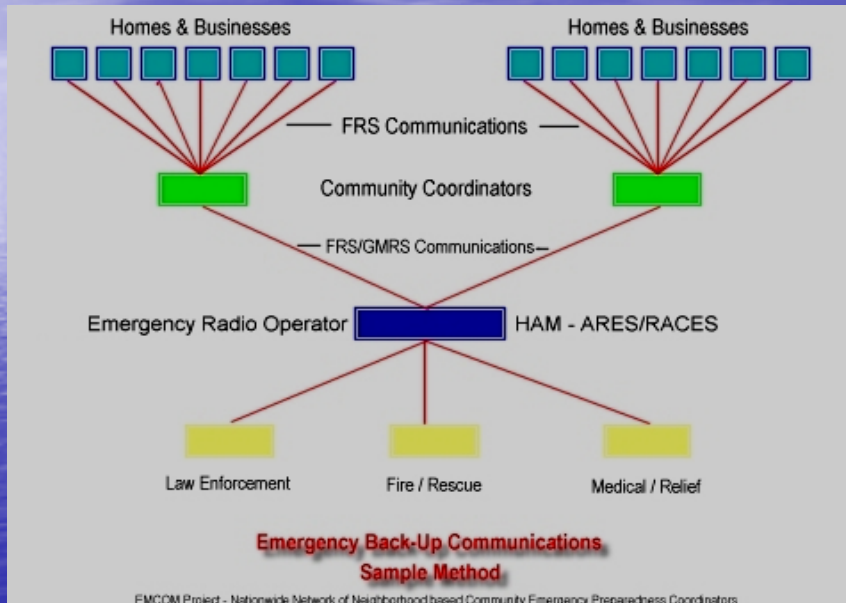 Homes & Businesses
Homes & Businesses
FRS Communications
Community Coordinators
FRS/GMRS Communications
Emergency Radio Operator
HAM - ARES/RACES
Law Enforcement
Fire / Rescue
Medical / Relief
Emergency Back-Up Communications
Sample Method
EMCOM Project - Nationwide Network of Neighborhood based Community Emergency Preparedness Coordinators